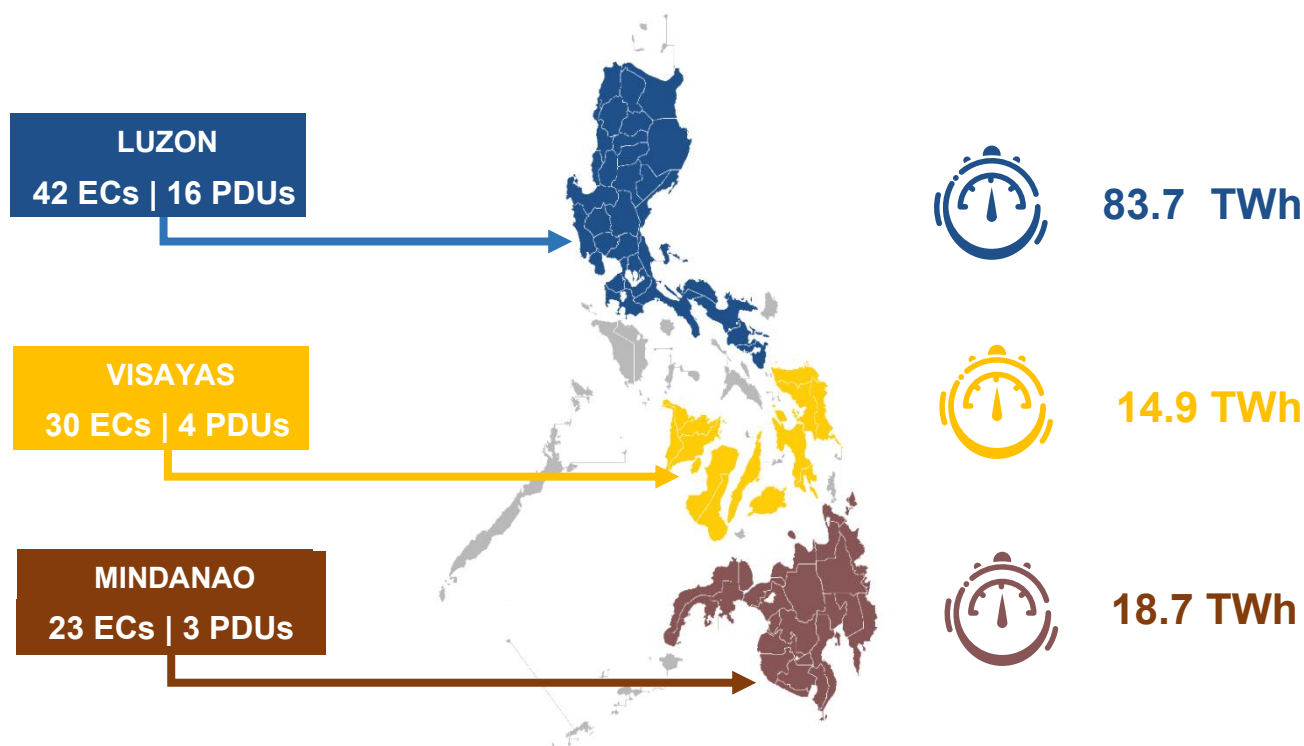 LUZON
42 ECs | 16 PDUs
83.7 TWh
VISAYAS
30 ECs | 4 PDUs
14.9 TWh
MINDANAO
23 ECs | 3 PDUs
18.7 TWh